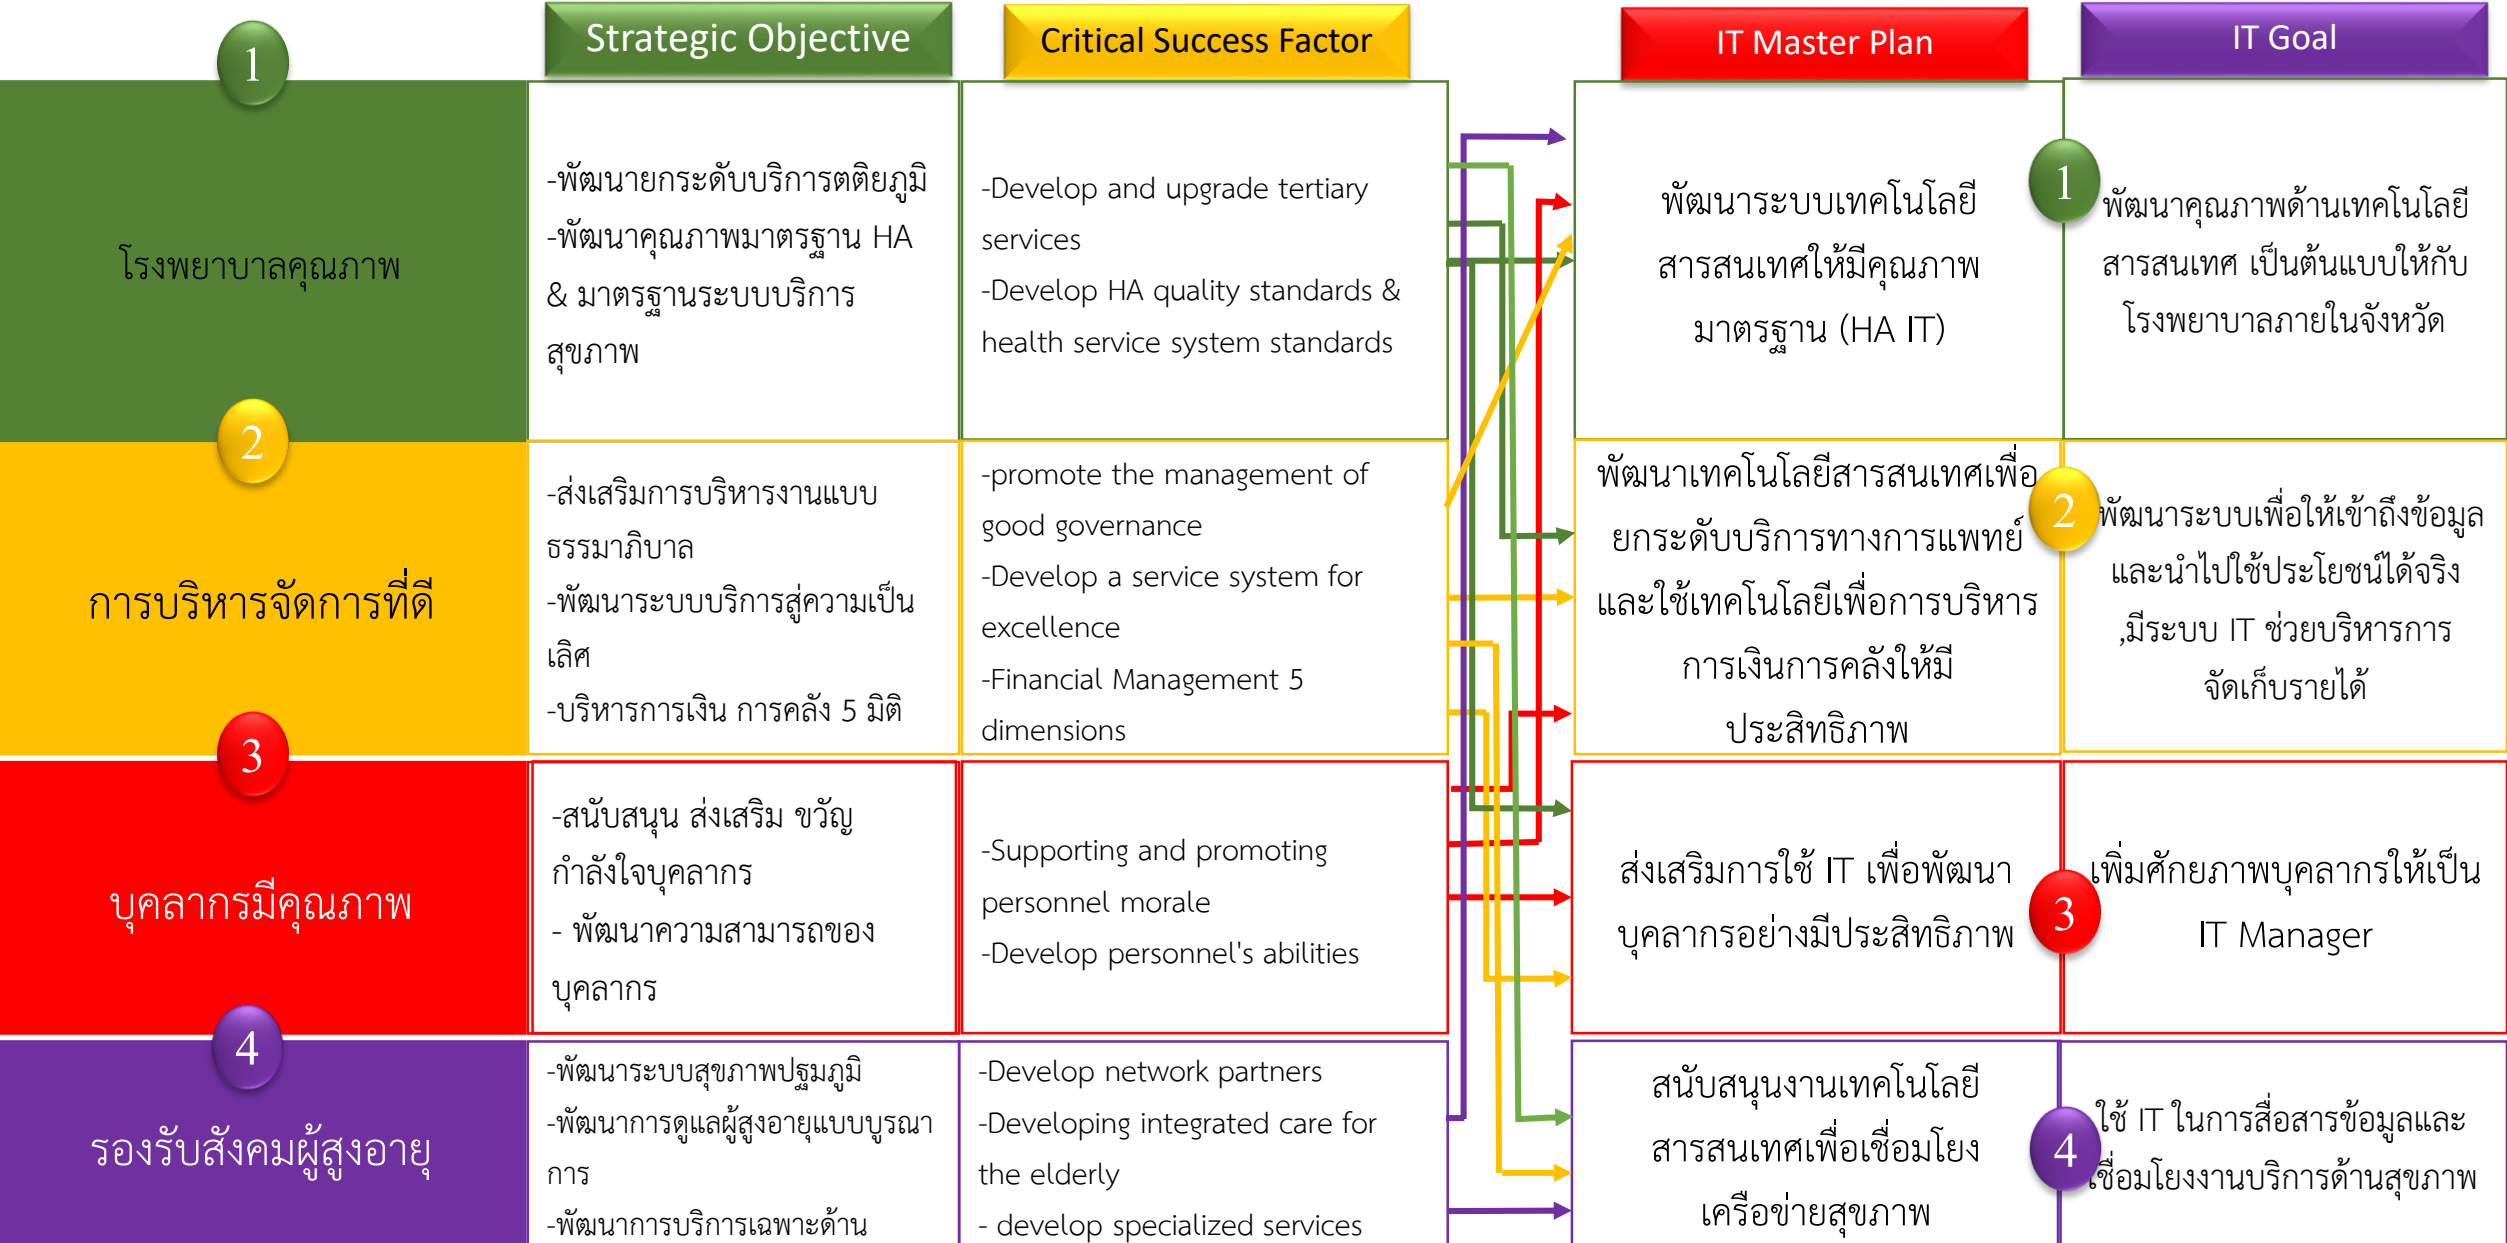 Strategic Objective
Critical Success Factor
IT Master Plan
IT Goal
1
โรงพยาบาลคุณภาพ
-พัฒนายกระดับบริการตติยภูมิ
-พัฒนาคุณภาพมาตรฐาน HA
& มาตรฐานระบบบริการ
สุขภาพ
-Develop and upgrade tertiary
services
-Develop HA quality standards &
health service system standards
พัฒนาระบบเทคโนโลยี
สารสนเทศให้มีคุณภาพ
มาตรฐาน (HA IT)
1
พัฒนาคุณภาพด้านเทคโนโลยี
สารสนเทศ เป็นต้นแบบให้กับ
โรงพยาบาลภายในจังหวัด
2
การบริหารจัดการที่ดี
-ส่งเสริมการบริหารงานแบบ
ธรรมาภิบาล
-พัฒนาระบบบริการสู่ความเป็น
เลิศ
-บริหารการเงิน การคลัง 5 มิติ
-promote the management of
good governance
-Develop a service system for
excellence
-Financial Management 5
dimensions
พัฒนาเทคโนโลยีสารสนเทศเพื่อ
ยกระดับบริการทางการแพทย์
และใช้เทคโนโลยีเพื่อการบริหาร
การเงินการคลังให้มี
ประสิทธิภาพ
2
พัฒนาระบบเพื่อให้เข้าถึงข้อมูล
และนำไปใช้ประโยชน์ได้จริง
,มีระบบ IT ช่วยบริหารการ
จัดเก็บรายได้
3
บุคลากรมีคุณภาพ
-สนับสนุน ส่งเสริม ขวัญ
กำลังใจบุคลากร
- พัฒนาความสามารถของ
บุคลากร
-Supporting and promoting
personnel morale
-Develop personnel's abilities
ส่งเสริมการใช้ IT เพื่อพัฒนา
บุคลากรอย่างมีประสิทธิภาพ
3
เพิ่มศักยภาพบุคลากรให้เป็น
IT Manager
4
รองรับสังคมผู้สูงอายุ
-พัฒนาระบบสุขภาพปฐมภูมิ
-พัฒนาการดูแลผู้สูงอายุแบบบูรณา
การ
-พัฒนาการบริการเฉพาะด้าน
-Develop network partners
-Developing integrated care for
the elderly
- develop specialized services
สนับสนุนงานเทคโนโลยี
สารสนเทศเพื่อเชื่อมโยง
เครือข่ายสุขภาพ
4
ใช้ IT ในการสื่อสารข้อมูลและ
เชื่อมโยงงานบริการด้านสุขภาพ